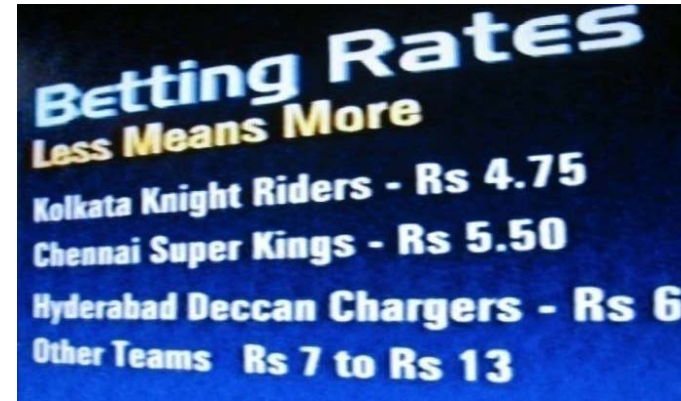 Betting Rates
Less Means More
Kolkata Knight Riders - Rs 4.75
Chennai Super Kings - Rs 5.50
Hyderabad Deccan Chargers - Rs 6
Other Teams Rs 7 to Rs 13